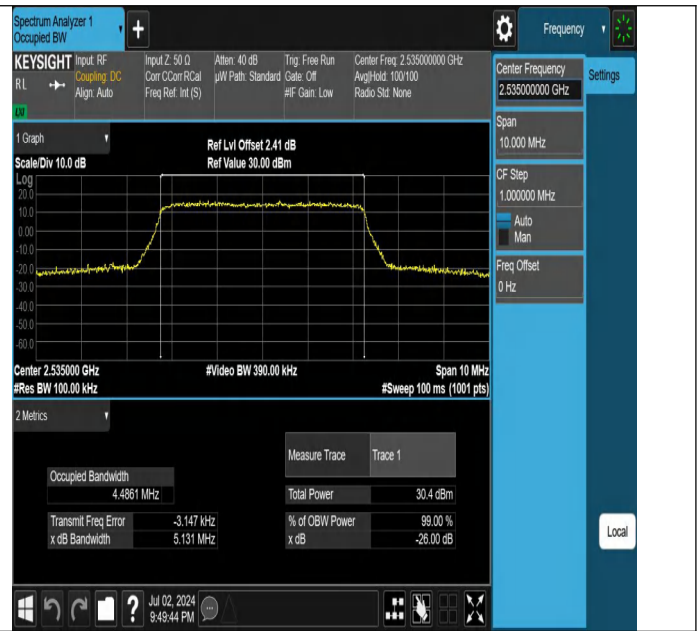 Spectrum Analyzer 1
Occupied BW
+
Frequency
KEYSIGHT Input: RF Input Z: 50 Ω Atten: 40 dB Trig: Free Run Center Freq: 2.535000000 GHz
RL Coupling: DC Corr CCorr RCal µW Path: Standard Gate: Off Avg|Hold: 100/100
Align: Auto Freq Ref: Int (S) #IF Gain: Low Radio Std: None
Center Frequency
2.535000000 GHz
Settings
Span
10.000 MHz
CF Step
1.000000 MHz
Auto
Man
Freq Offset
0 Hz
1 Graph
Ref Lvl Offset 2.41 dB
Scale/Div 10.0 dB Ref Value 30.00 dBm
Log
20.0
10.0
0.00
-10.0
-20.0
-30.0
-40.0
-50.0
-60.0
Center 2.535000 GHz #Video BW 390.00 kHz Span 10 MHz
#Res BW 100.00 kHz #Sweep 100 ms (1001 pts)
2 Metrics
Measure Trace Trace 1
Occupied Bandwidth
4.4861 MHz
Total Power 30.4 dBm
Transmit Freq Error -3.147 kHz % of OBW Power 99.00 %
x dB Bandwidth 5.131 MHz x dB -26.00 dB
Local
? Jul 02, 2024
9:49:44 PM